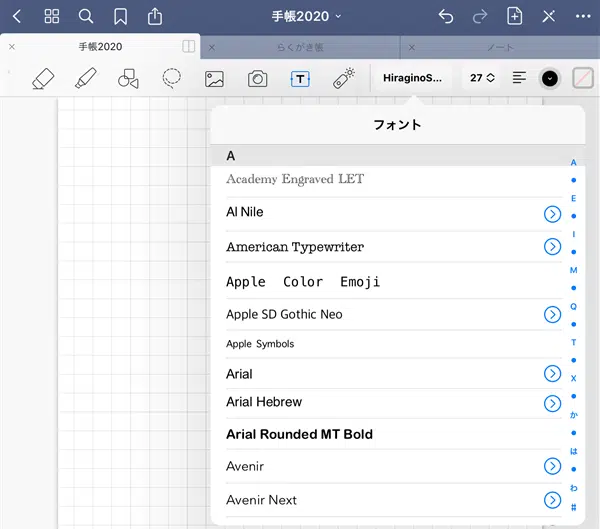 手帳2020
手帳2020
らくがき帳
ノート
T
HiraginoS...
27
フォント
A
Academy Engraved LET
Al Nile
American Typewriter
Apple Color Emoji
Apple SD Gothic Neo
Apple Symbols
Arial
Arial Hebrew
Arial Rounded MT Bold
Avenir
Avenir Next
A
E
I
M
Q
T
X
か
は
わ
#